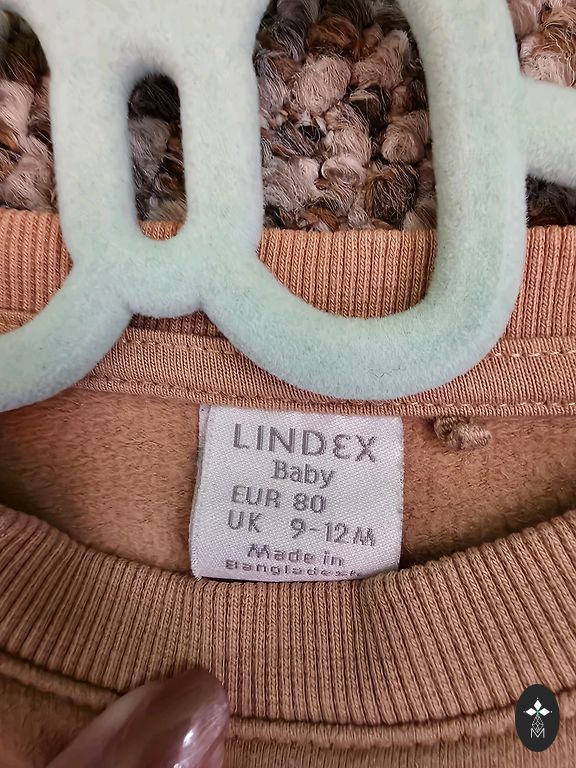 LINDEX
Baby
EUR 80
UK 9-12M
Made in
Bangladesh